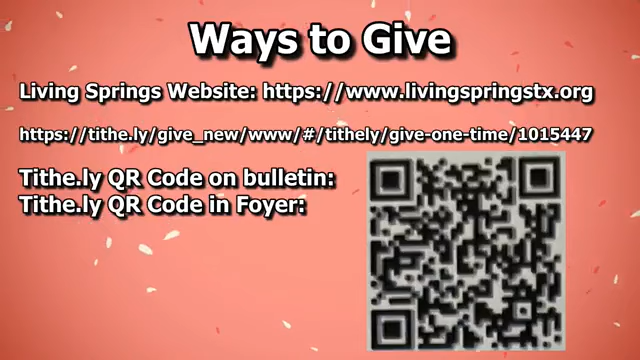 Ways to Give
Living Springs Website: https://www.livingspringstx.org
https://tithe.ly/give_new/www/#/tithely/give-one-time/1015447
Tithe.ly QR Code on bulletin:
Tithe.ly QR Code in Foyer: